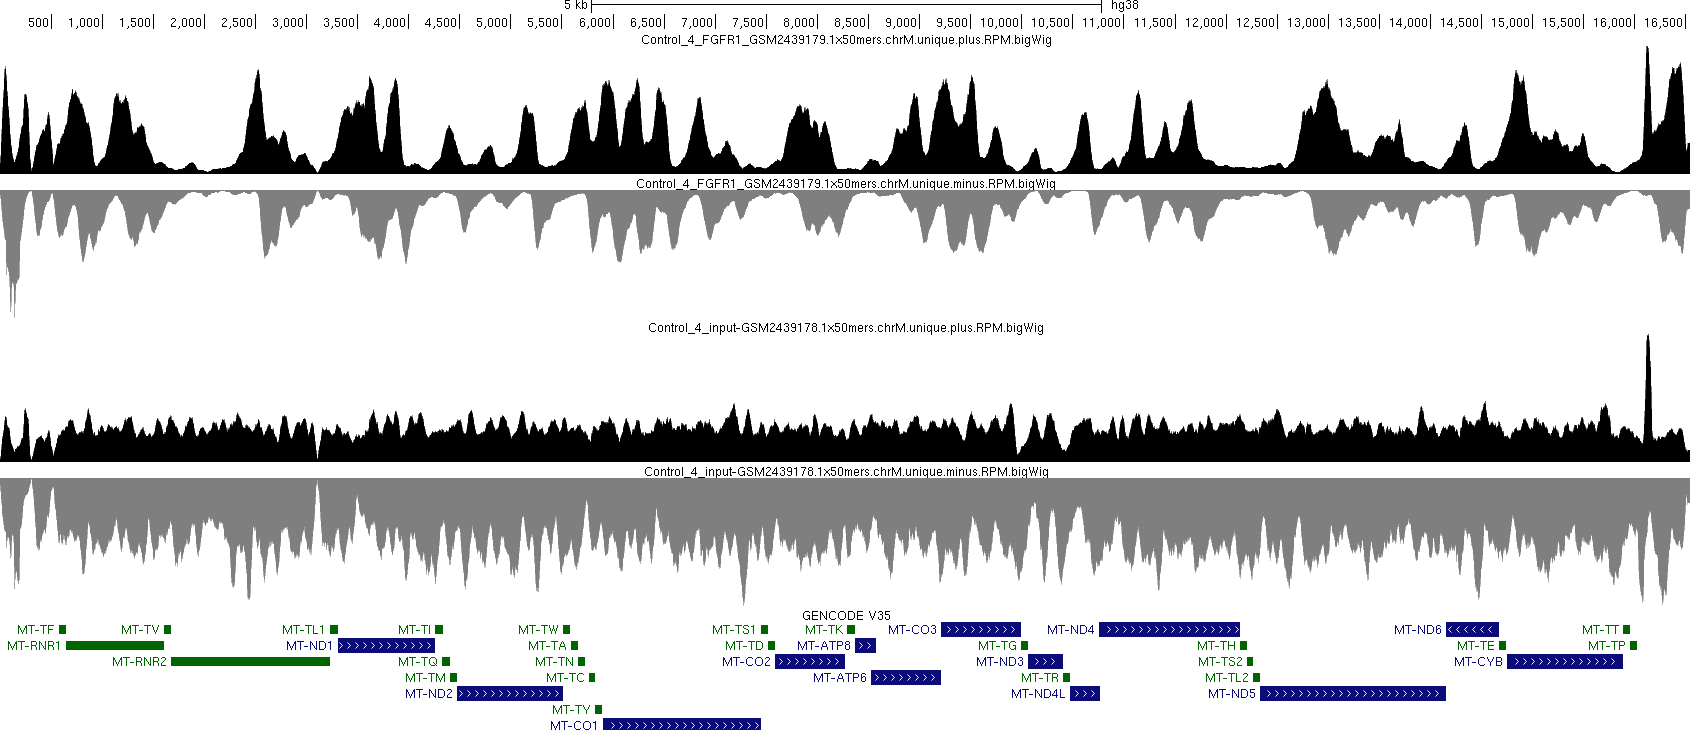 5 kb hg38
500 1,000 1,500 2,000 2,500 3,000 3,500 4,000 4,500 5,000 5,500 6,000 6,500 7,000 7,500 8,000 8,500 9,000 9,500 10,000 10,500 11,000 11,500 12,000 12,500 13,000 13,500 14,000 14,500 15,000 15,500 16,000 16,500
Control_4_FGFR1_GSM2439179.1x50mers.chrM.unique.plus.RPM.bigWig
Control_4_FGFR1_GSM2439179.1x50mers.chrM.unique.minus.RPM.bigWig
Control_4_input-GSM2439178.1x50mers.chrM.unique.plus.RPM.bigWig
Control_4_input-GSM2439178.1x50mers.chrM.unique.minus.RPM.bigWig
GENCODE V35
MT-TF MT-TV MT-TL1 MT-TI MT-TW MT-TS1 MT-TK MT-CO3 MT-ND4 MT-TH MT-ND6 MT-TT
MT-RNR1 MT-ND1 MT-TA MT-TD MT-ATP8 MT-TG MT-TH MT-TE MT-TP
MT-RNR2 MT-TQ MT-TN MT-CO2 MT-ND3 MT-TS2 MT-CYB
MT-TM MT-TC MT-ATP6 MT-TR MT-TL2
MT-ND2 MT-ND4L MT-ND5
MT-TY
MT-CO1